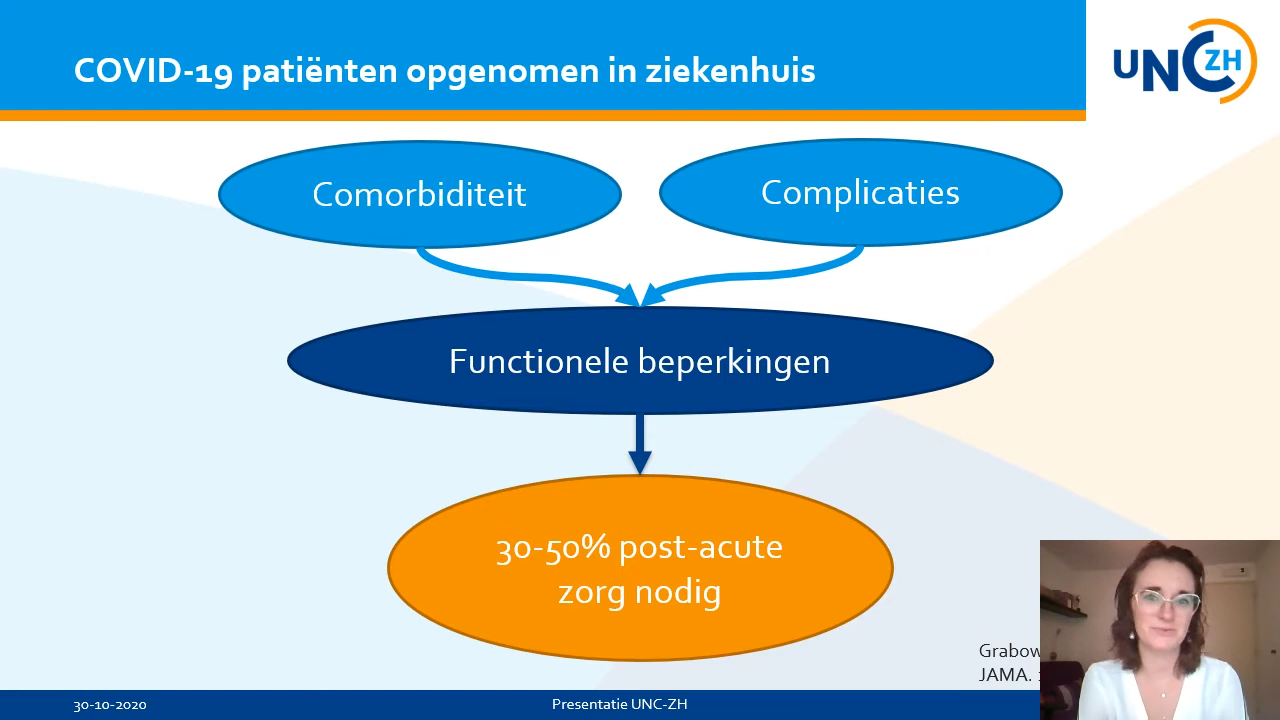 COVID-19 patiënten opgenomen in ziekenhuis
UNC ZH
Comorbiditeit
Complicaties
Functionele beperkingen
30-50% post-acute
zorg nodig
JAMA.
30-10-2020
Presentatie UNC-ZH